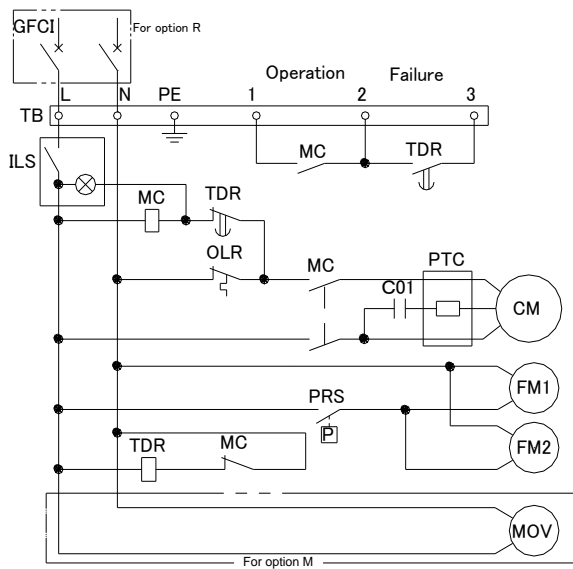 GFCI
For option R
L N PE 1 Operation 2 Failure 3
TB
MC TDR
ILS
MC TDR
OLR MC PTC
C01
CM
FM1
PRS
P
MC
TDR
FM2
MOV
For option M